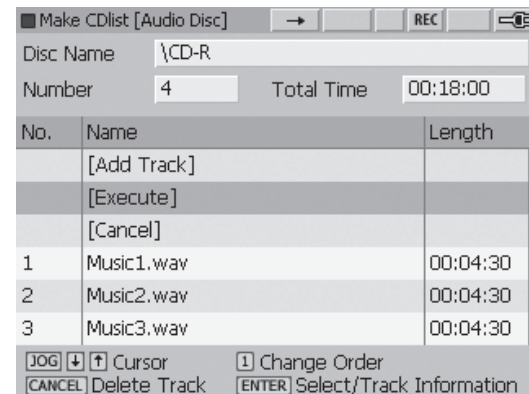 Make CDlist [Audio Disc] → REC
Disc Name \CD-R
Number 4 Total Time 00:18:00
No. Name Length
[Add Track]
[Execute]
[Cancel]
1 Music1.wav 00:04:30
2 Music2.wav 00:04:30
3 Music3.wav 00:04:30
JOG ↓ ↑ Cursor 1 Change Order
CANCEL Delete Track ENTER Select/Track Information